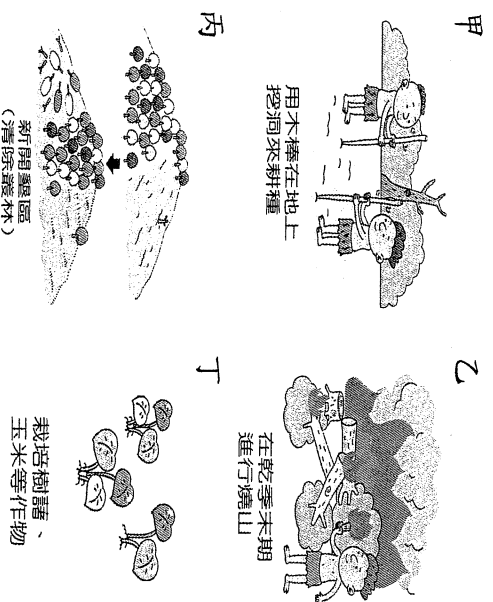 甲
用木棒在地上
挖洞來耕種
乙
在乾季末期
進行燒山
丙
新開墾區
(清除叢林)
丁
栽培樹諸、
玉米等作物